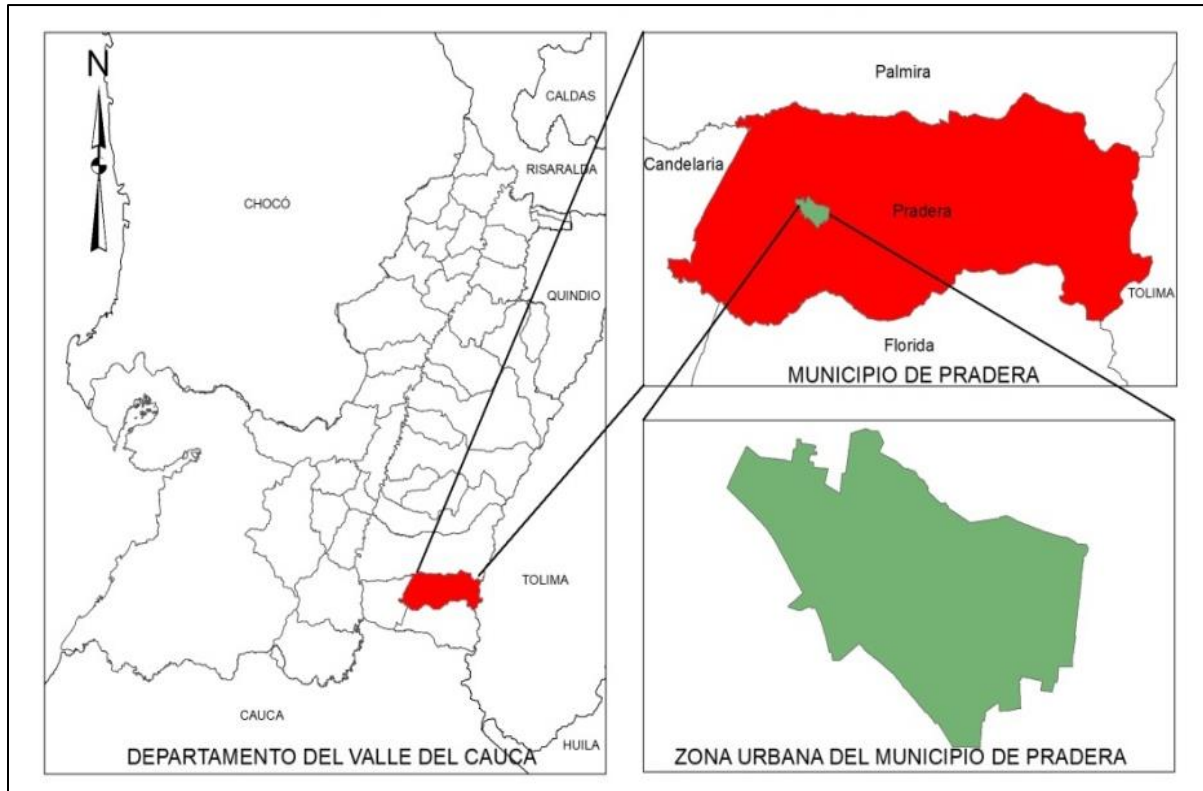 N
CALDAS
RISARALDA
CHOCÓ
QUINDIO
TOLIMA
CAUCA
HUILA
DEPARTAMENTO DEL VALLE DEL CAUCA
Palmira
Candelaria
Pradera
TOLIMA
Florida
MUNICIPIO DE PRADERA
ZONA URBANA DEL MUNICIPIO DE PRADERA